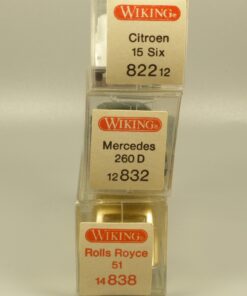 WIKING®
Citroen
15 Six
822 12
WIKING®
Mercedes
260 D
12 832
WIKING®
Rolls Royce
51
14 838